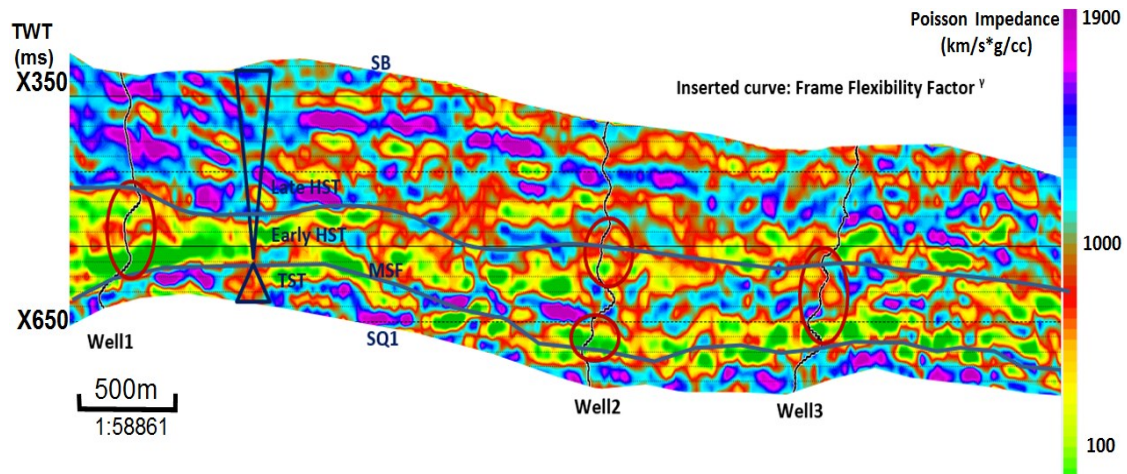 TWT
(ms)
Poisson Impedance
(km/s*g/cc)
1900
SB
X350
Inserted curve: Frame Flexibility Factor γ
Late HST
Early HST
1000
MSF
TST
X650
SQ1
Well1
500m
1:58861
Well2
Well3
100